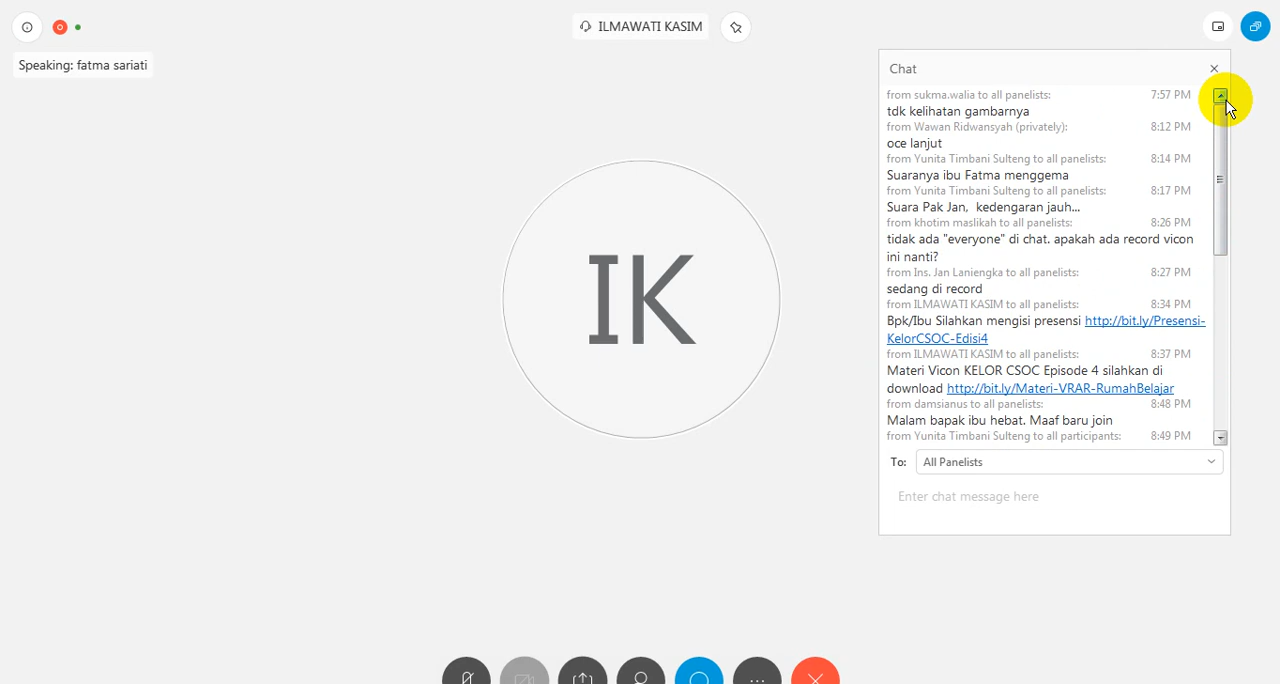 ILMAWATI KASIM
Speaking: fatma sariati
IK
Chat
from sukma.walia to all panelists: 7:57 PM
tdk kelihatan gambarnya
from Wawan Ridwansyah (privately): 8:12 PM
oce lanjut
from Yunita Timbani Sulteng to all panelists: 8:14 PM
Suaranya ibu Fatma menggema
from Yunita Timbani Sulteng to all panelists: 8:17 PM
Suara Pak Jan, kedengaran jauh...
from khotim maslikah to all panelists: 8:26 PM
tidak ada "everyone" di chat. apakah ada record vicon
ini nanti?
from Ins. Jan Laniengka to all panelists: 8:27 PM
sedang di record
from ILMAWATI KASIM to all panelists: 8:34 PM
Bpk/Ibu Silahkan mengisi presensi http://bit.ly/Presensi-
KelorCSOC-Edisi4
from ILMAWATI KASIM to all panelists: 8:37 PM
Materi Vicon KELOR CSOC Episode 4 silahkan di
download http://bit.ly/Materi-VRAR-RumahBelajar
from damsianus to all panelists: 8:48 PM
Malam bapak ibu hebat. Maaf baru join
from Yunita Timbani Sulteng to all participants: 8:49 PM
To: All Panelists
Enter chat message here